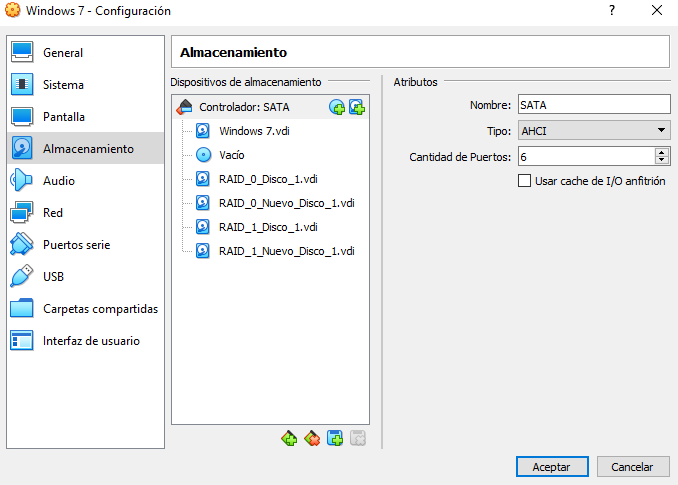 Windows 7 - Configuración
General
Sistema
Pantalla
Almacenamiento
Audio
Red
Puertos serie
USB
Carpetas compartidas
Interfaz de usuario
Almacenamiento
Dispositivos de almacenamiento
Controlador: SATA
Windows 7.vdi
Vacío
RAID_0_Disco_1.vdi
RAID_0_Nuevo_Disco_1.vdi
RAID_1_Disco_1.vdi
RAID_1_Nuevo_Disco_1.vdi
Atributos
Nombre: SATA
Tipo: AHCI
Cantidad de Puertos: 6
Usar cache de I/O anfitrión
Aceptar
Cancelar